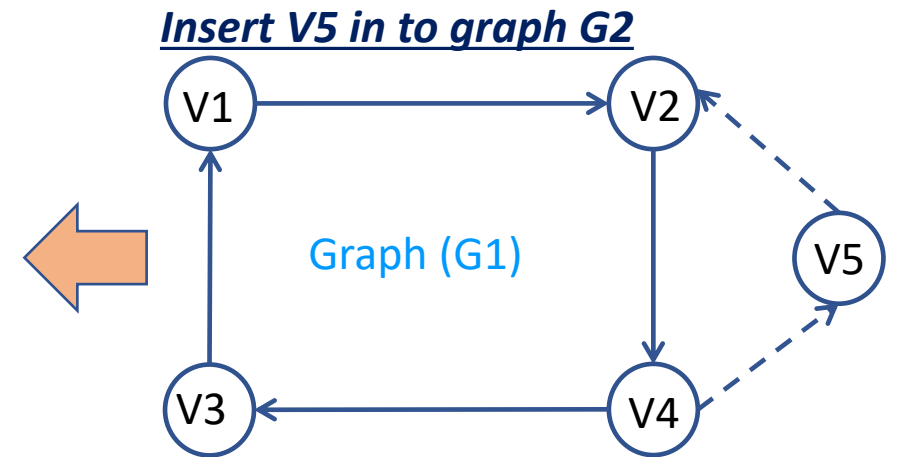 Insert V5 in to graph G2
V1
V2
Graph (G1)
V5
V3
V4